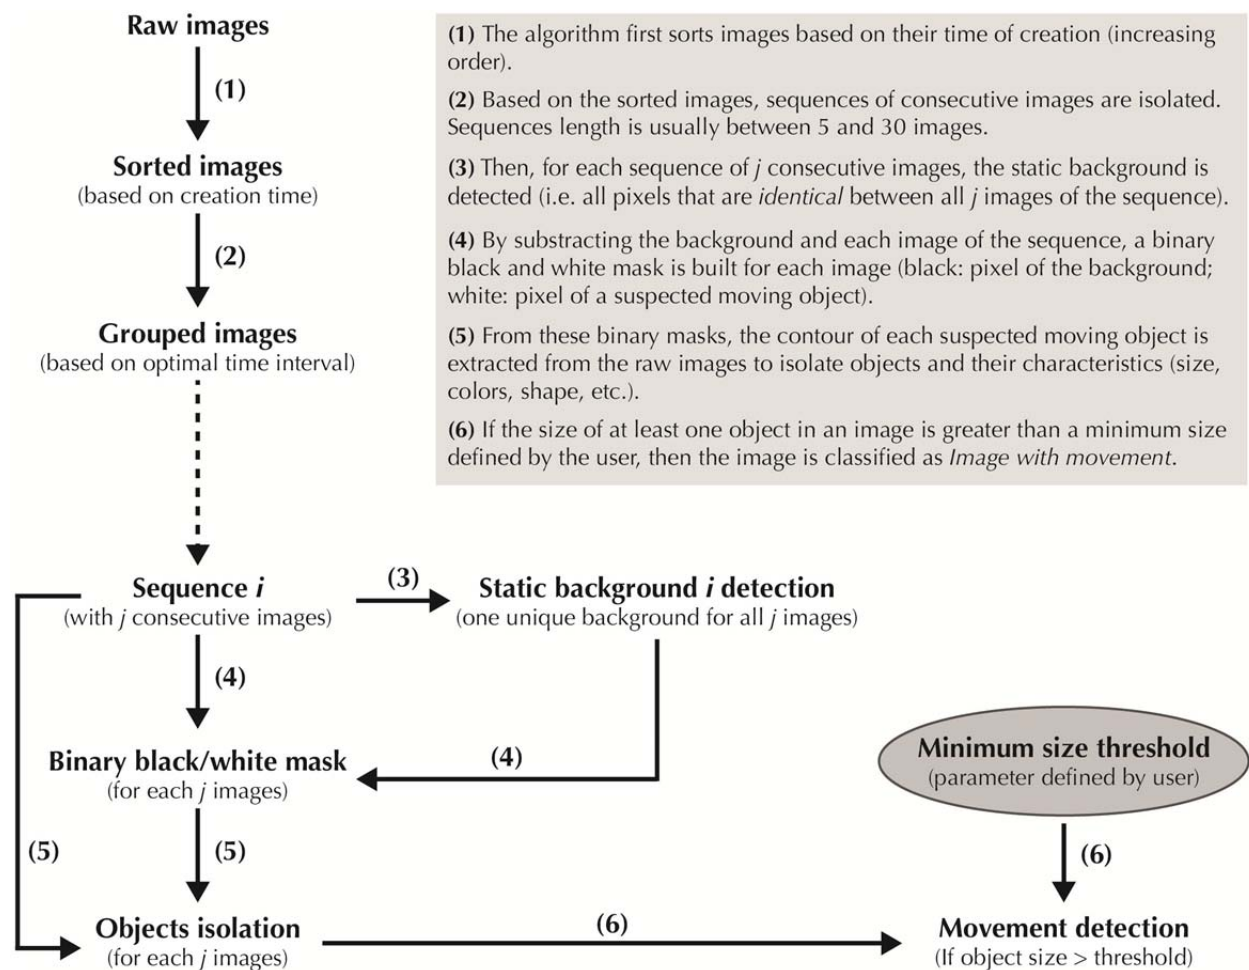 Raw images
(1)
Sorted images
(based on creation time)
(2)
Grouped images
(based on optimal time interval)
(1) The algorithm first sorts images based on their time of creation (increasing
order).
(2) Based on the sorted images, sequences of consecutive images are isolated.
Sequences length is usually between 5 and 30 images.
(3) Then, for each sequence of j consecutive images, the static background is
detected (i.e. all pixels that are identical between all j images of the sequence).
(4) By substracting the background and each image of the sequence, a binary
black and white mask is built for each image (black: pixel of the background;
white: pixel of a suspected moving object).
(5) From these binary masks, the contour of each suspected moving object is
extracted from the raw images to isolate objects and their characteristics (size,
colors, shape, etc.).
(6) If the size of at least one object in an image is greater than a minimum size
defined by the user, then the image is classified as Image with movement.
Sequence i
(with j consecutive images)
(3)
Static background i detection
(one unique background for all j images)
(4)
Binary black/white mask
(for each j images)
(4)
Minimum size threshold
(parameter defined by user)
(5)
(5)
(6)
Objects isolation
(for each j images)
(6)
Movement detection
(If object size > threshold)